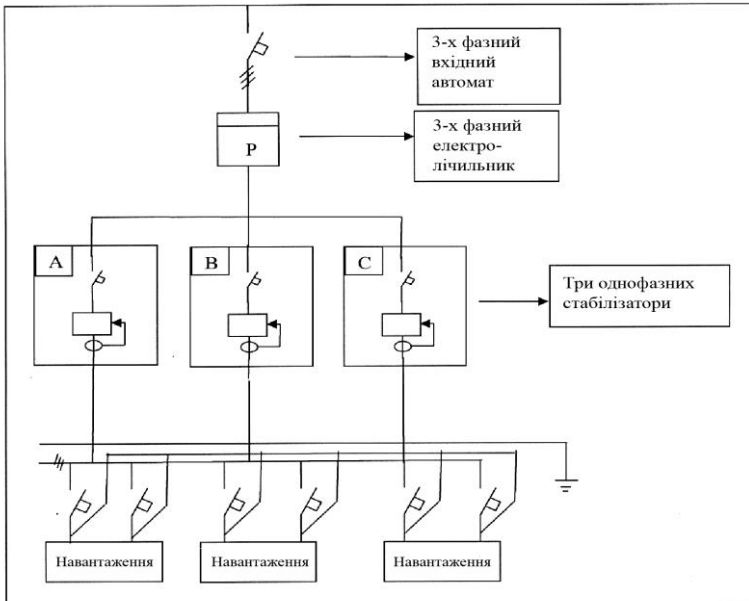 3-х фазний
вхідний
автомат
3-х фазний
електро-
лічильник
P
A
B
C
Три однофазних
стабілізатори
Навантаження
Навантаження
Навантаження